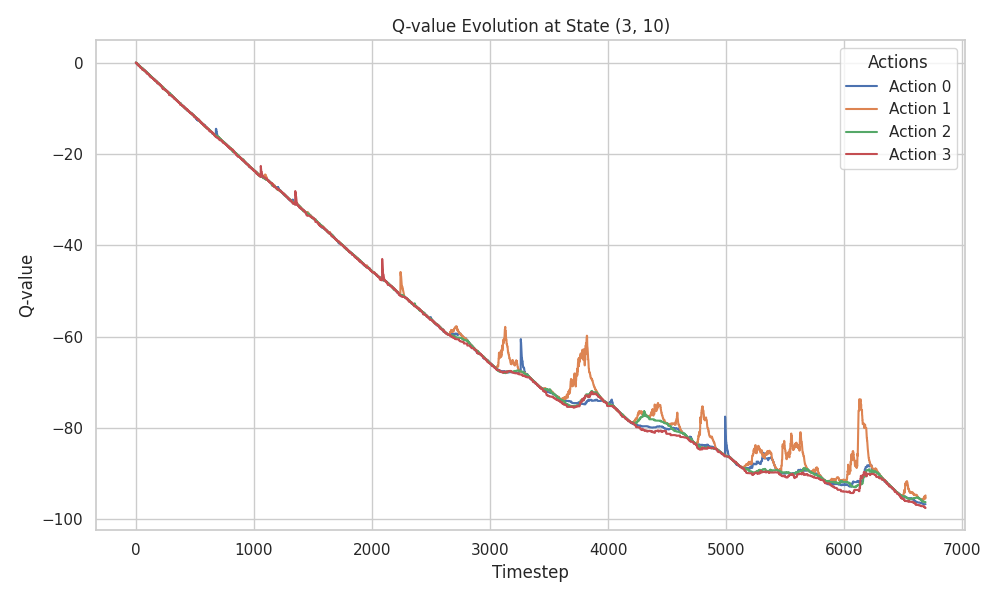 Q-value Evolution at State (3, 10)
Actions
Action 0
Action 1
Action 2
Action 3
Q-value
0
−20
−40
−60
−80
−100
0 1000 2000 3000 4000 5000 6000 7000
Timestep